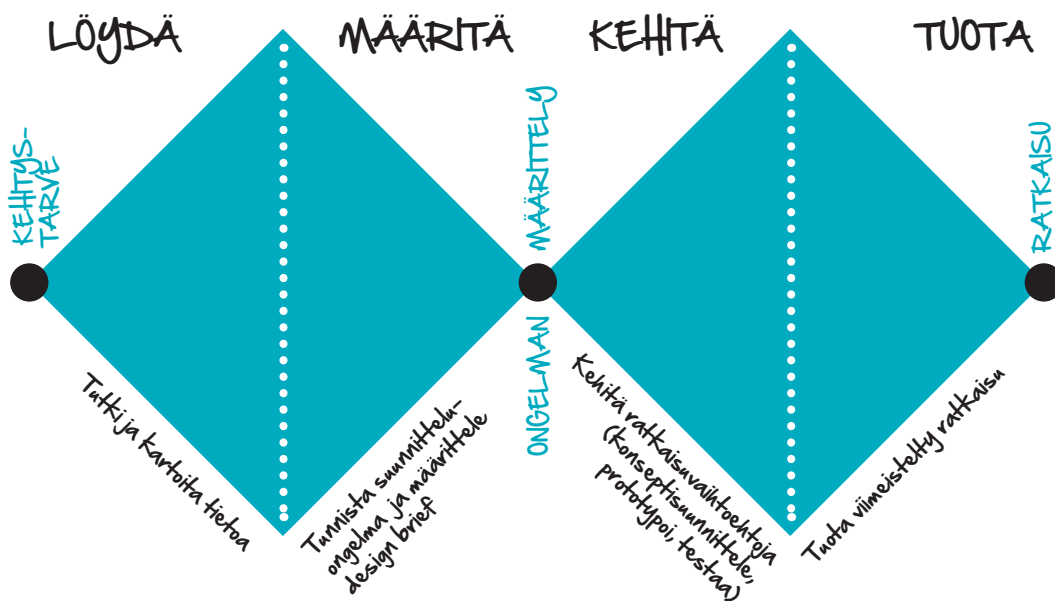 LÖYDÄ
MÄÄRITÄ
KEHITÄ
TUOTA
KEHITYS-
TARVE
ONGELMAN MÄÄRITTELY
RATKAISU
Tutki ja kartoita tietoa
Tunnista suunnittelu-
ongelma ja määrittele
design brief
Kehitä ratkaisuvaihtoehtoja
(konseptisuunnittele,
prototypoi, testaa)
Tuota viimeistelty ratkaisu